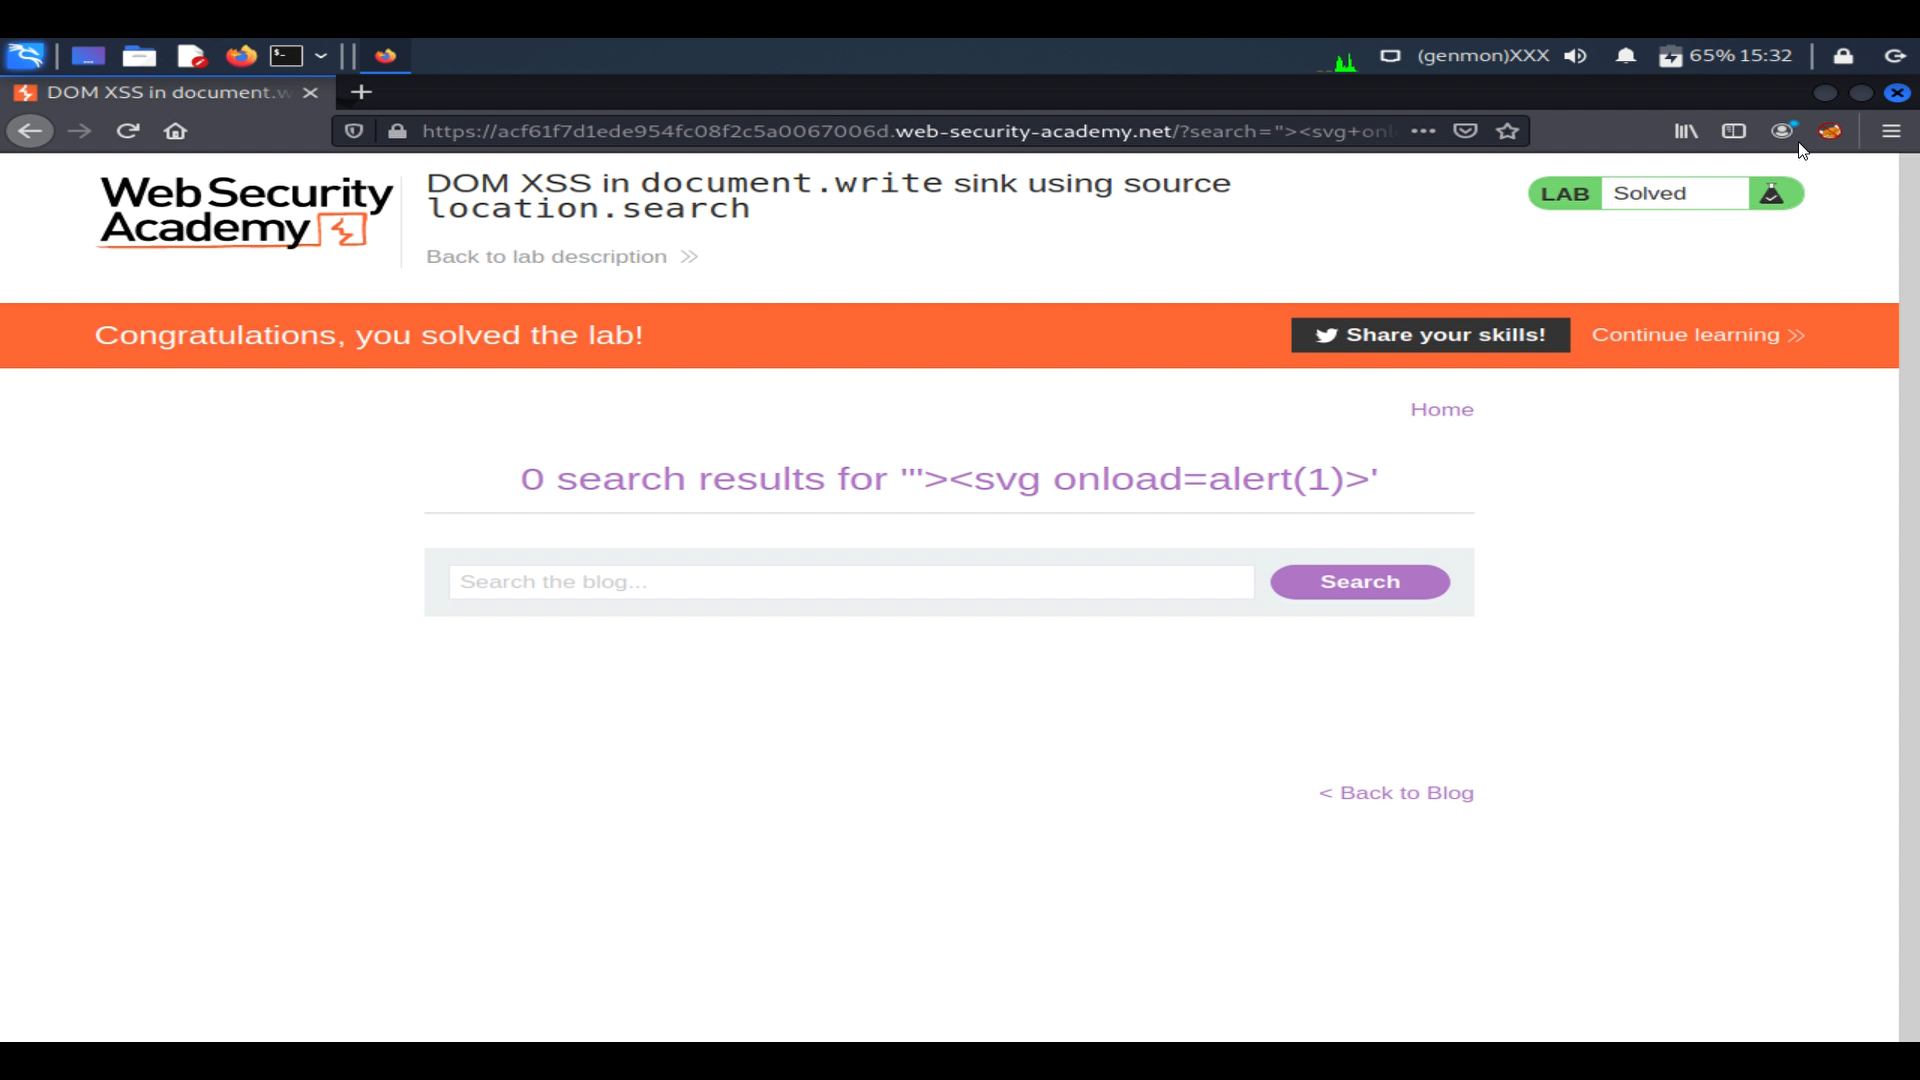 (genmon)XXX 65% 15:32
DOM XSS in document.w
https://acf61f7d1ede954fc08f2c5a0067006d.web-security-academy.net/?search="><svg+onl
Web Security
Academy
DOM XSS in document.write sink using source
location.search
Back to lab description >>
LAB Solved
Congratulations, you solved the lab!
Share your skills!
Continue learning >>
Home
0 search results for '"><svg onload=alert(1)>'
Search the blog...
Search
< Back to Blog